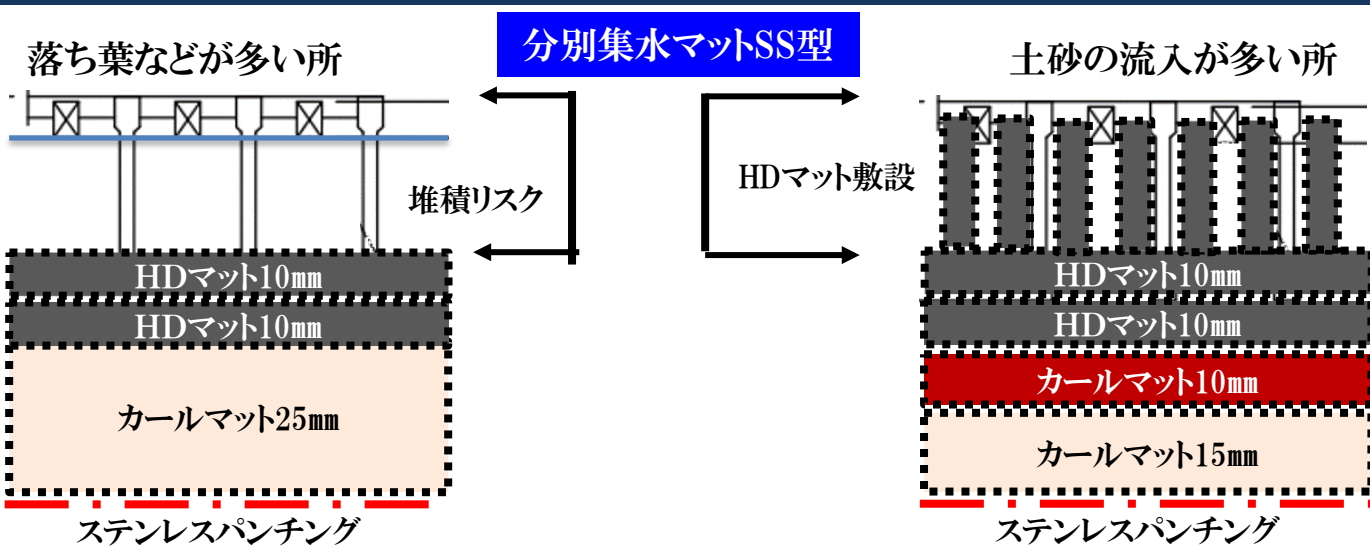 分別集水マットSS型
落ち葉などが多い所
堆積リスク
HDマット10㎜
HDマット10㎜
カールマット25㎜
ステンレスパンチング
土砂の流入が多い所
HDマット敷設
HDマット10㎜
HDマット10㎜
カールマット10㎜
カールマット15㎜
ステンレスパンチング